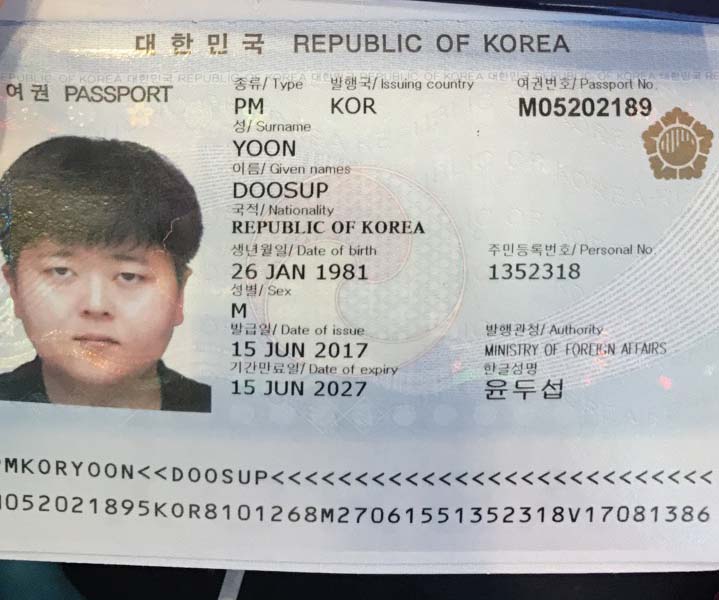 대한민국 REPUBLIC OF KOREA
여권 PASSPORT
종류/ Type 발행국/ Issuing country 여권번호/ Passport No.
PM KOR M05202189
성/ Surname
YOON
이름/ Given names
DOOSUP
국적/ Nationality
REPUBLIC OF KOREA
생년월일/ Date of birth 주민등록번호/ Personal No.
26 JAN 1981 1352318
성별/ Sex
M
발급일/ Date of issue 발행관청/ Authority
15 JUN 2017 MINISTRY OF FOREIGN AFFAIRS
기간만료일/ Date of expiry 한글성명
15 JUN 2027 윤두섭
PMKORYOON<<DOOSUP<<<<<<<<<<<<<<<<<<<<<<<<<<<
M052021895KOR8101268M27061551352318V17081386